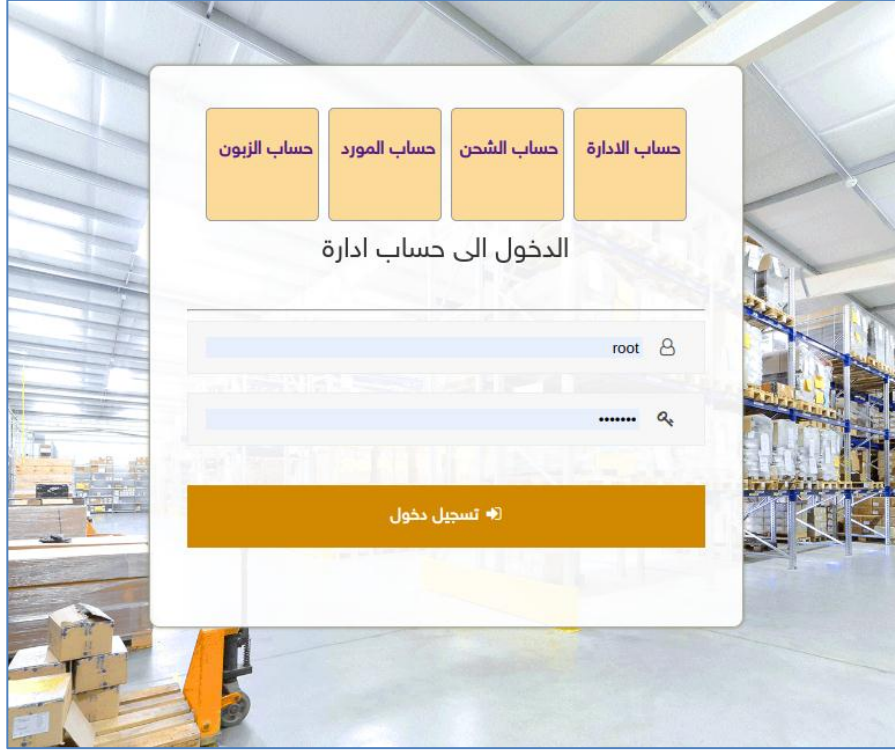 حساب الادارة
حساب الشحن
حساب المورد
حساب الزبون
الدخول الى حساب ادارة
root
•••••••
تسجيل دخول